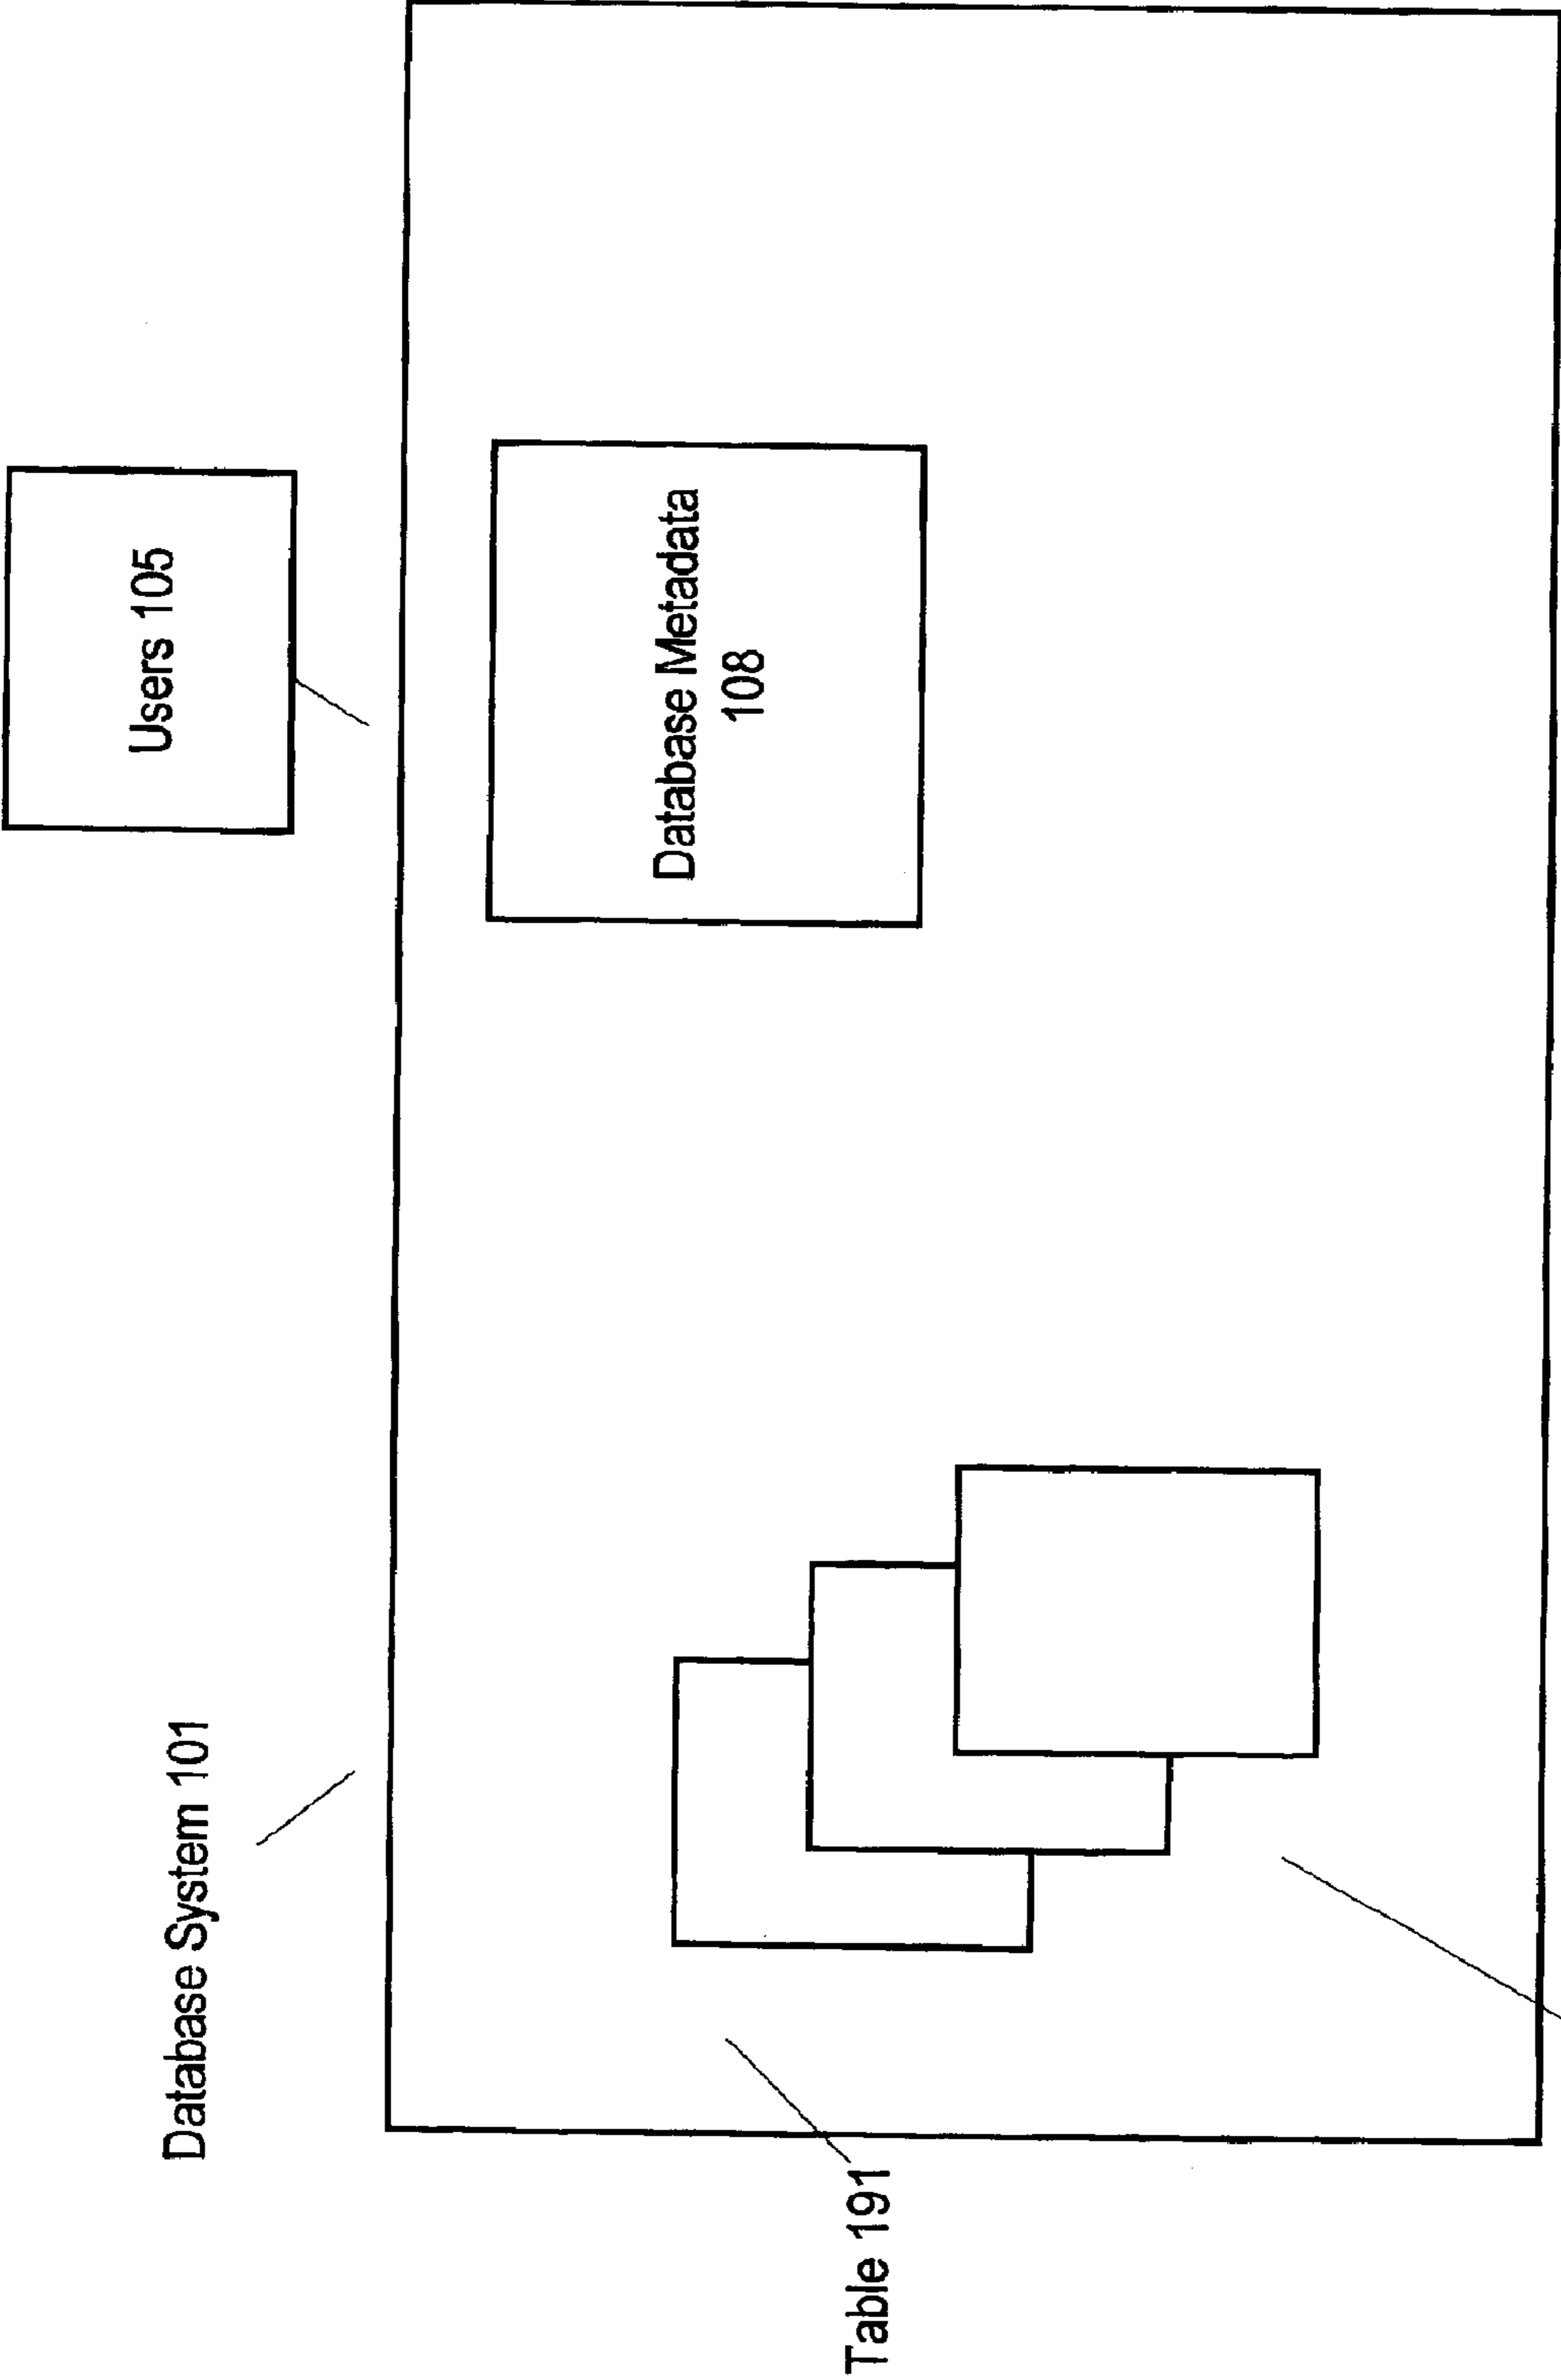 Database System 101
Users 105
Database Metadata
108
Table 191